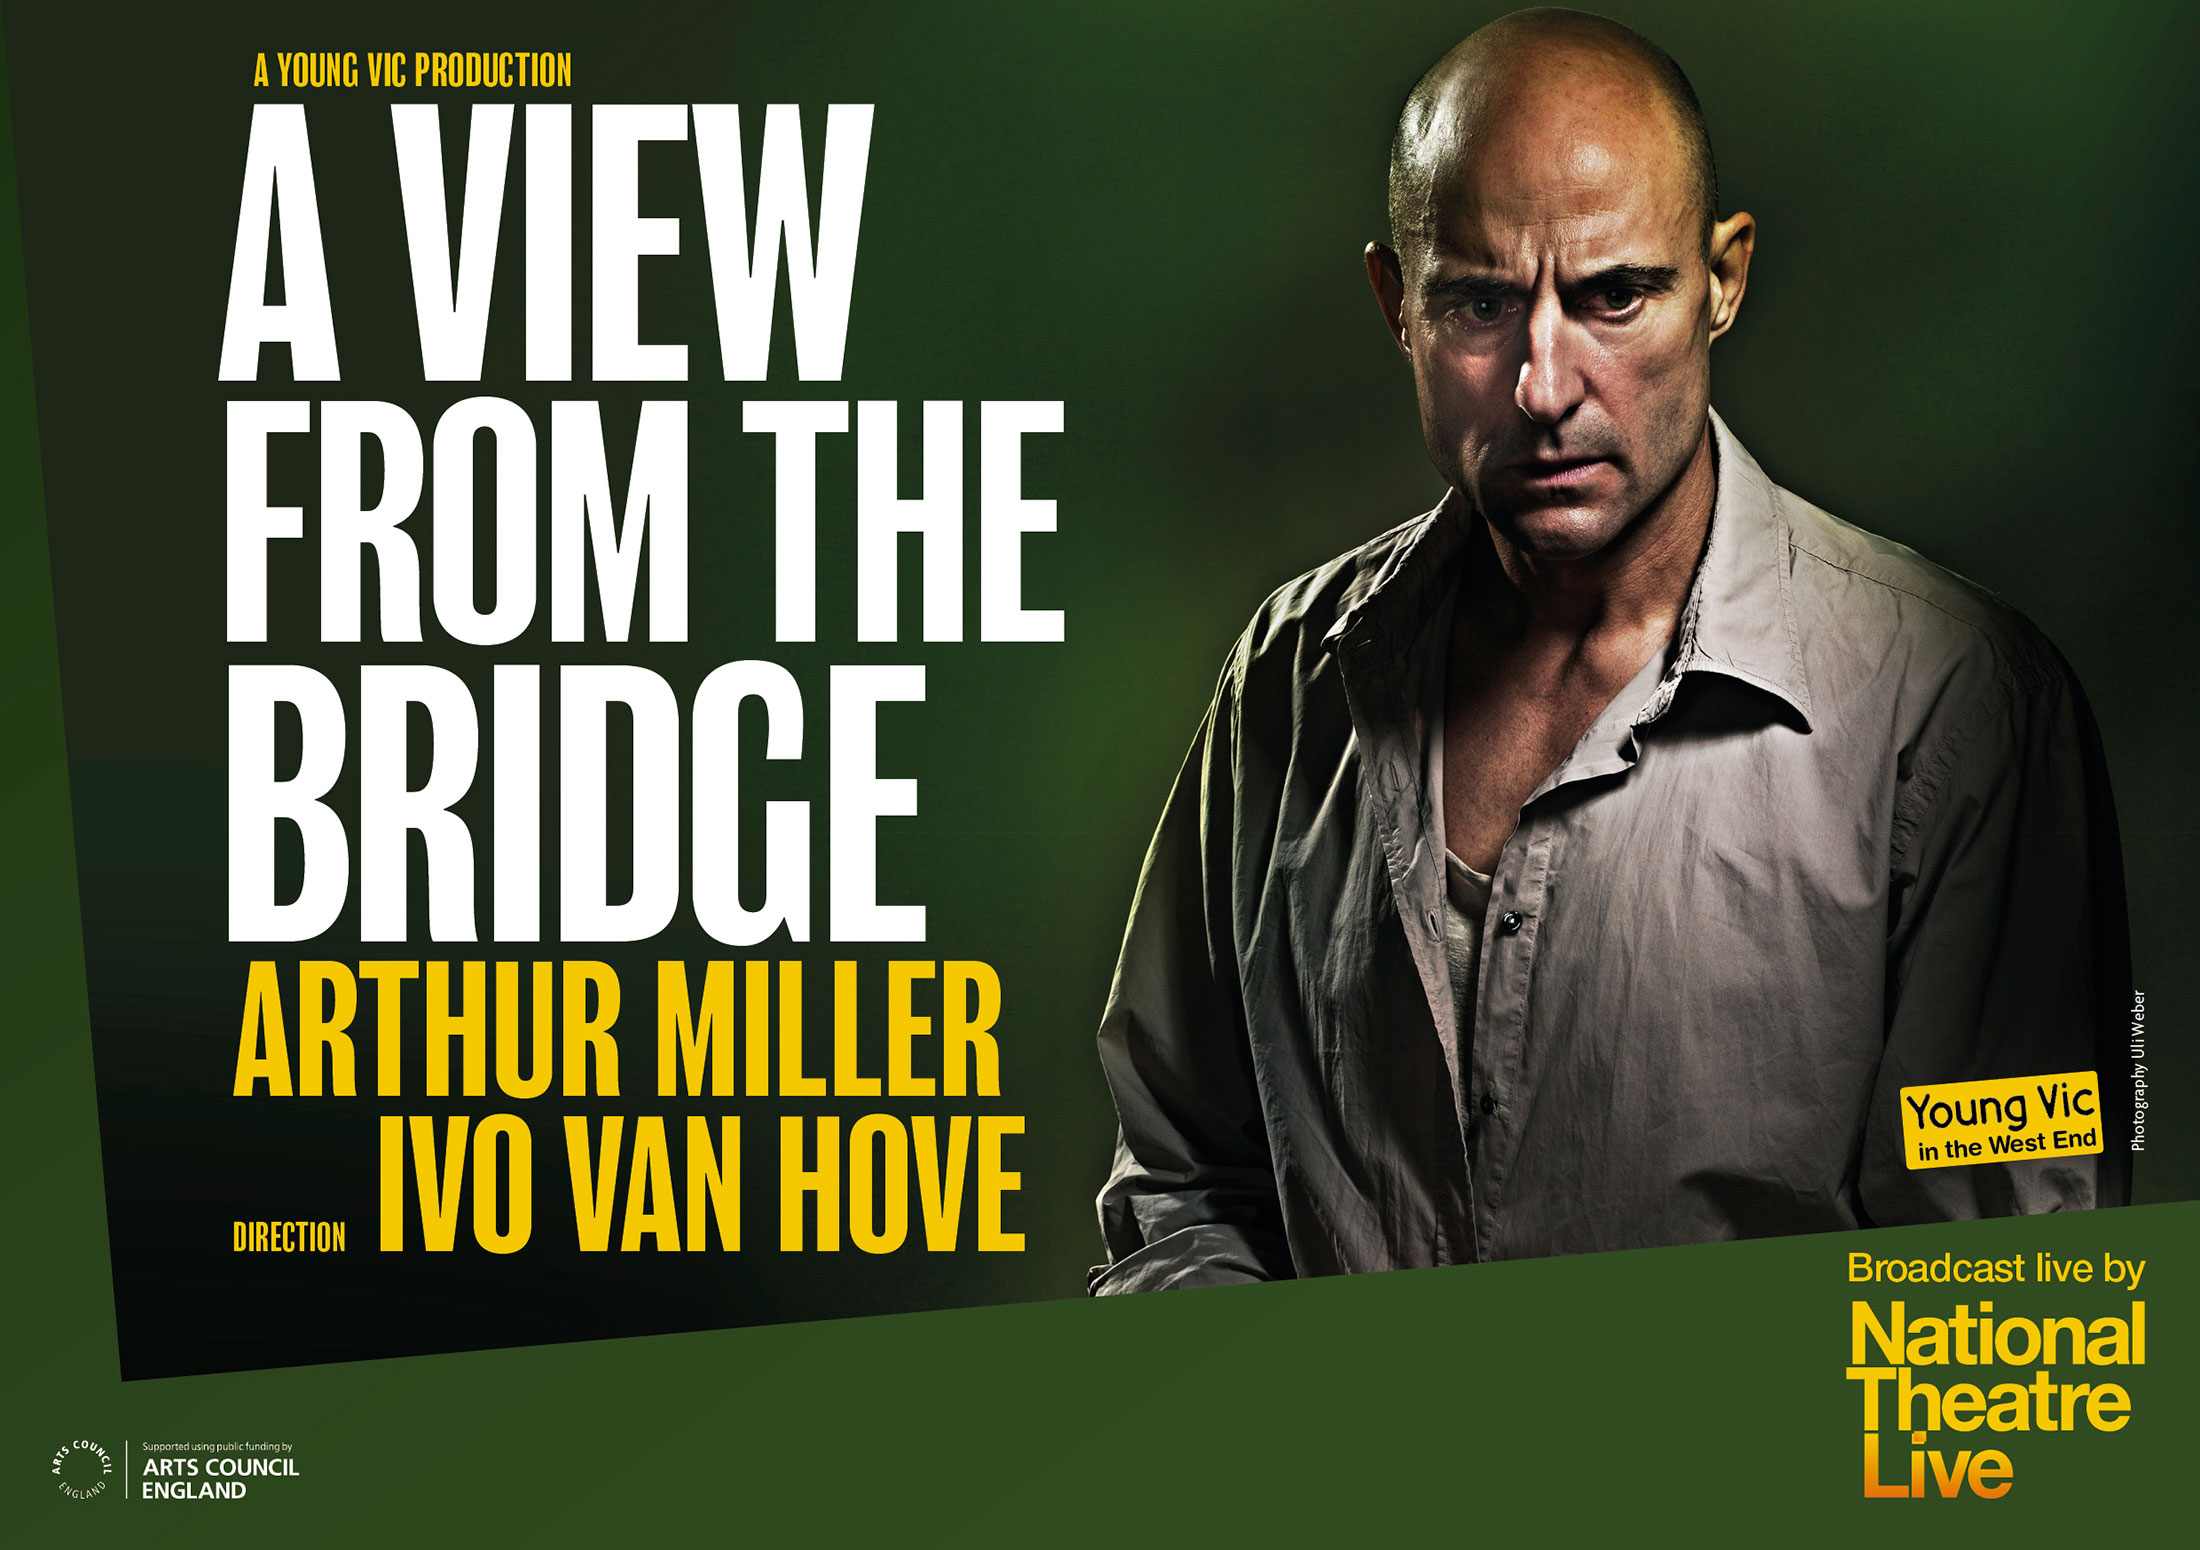 A YOUNG VIC PRODUCTION
A VIEW
FROM THE
BRIDGE
ARTHUR MILLER
DIRECTION IVO VAN HOVE
Photography Uli Weber
Young Vic
in the West End
Broadcast live by
National
Theatre
Live
ARTS COUNCIL
ENGLAND
Supported using public funding by
ARTS COUNCIL
ENGLAND